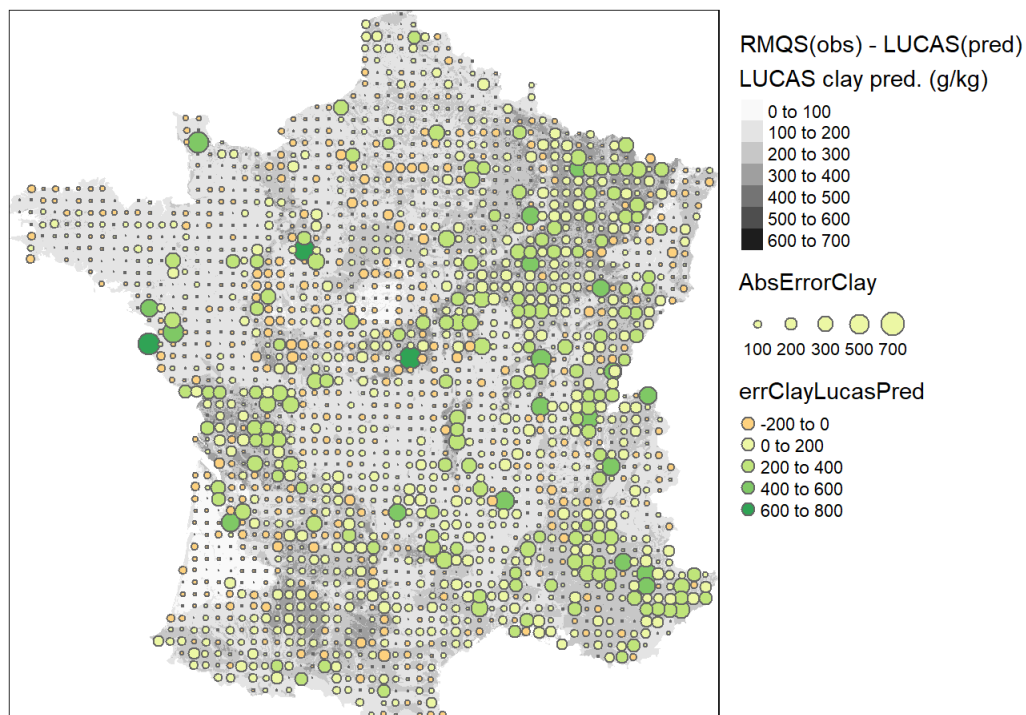 RMQS(obs) - LUCAS(pred)
LUCAS clay pred. (g/kg)
0 to 100
100 to 200
200 to 300
300 to 400
400 to 500
500 to 600
600 to 700
AbsErrorClay
100 200 300 500 700
errClayLucasPred
-200 to 0
0 to 200
200 to 400
400 to 600
600 to 800